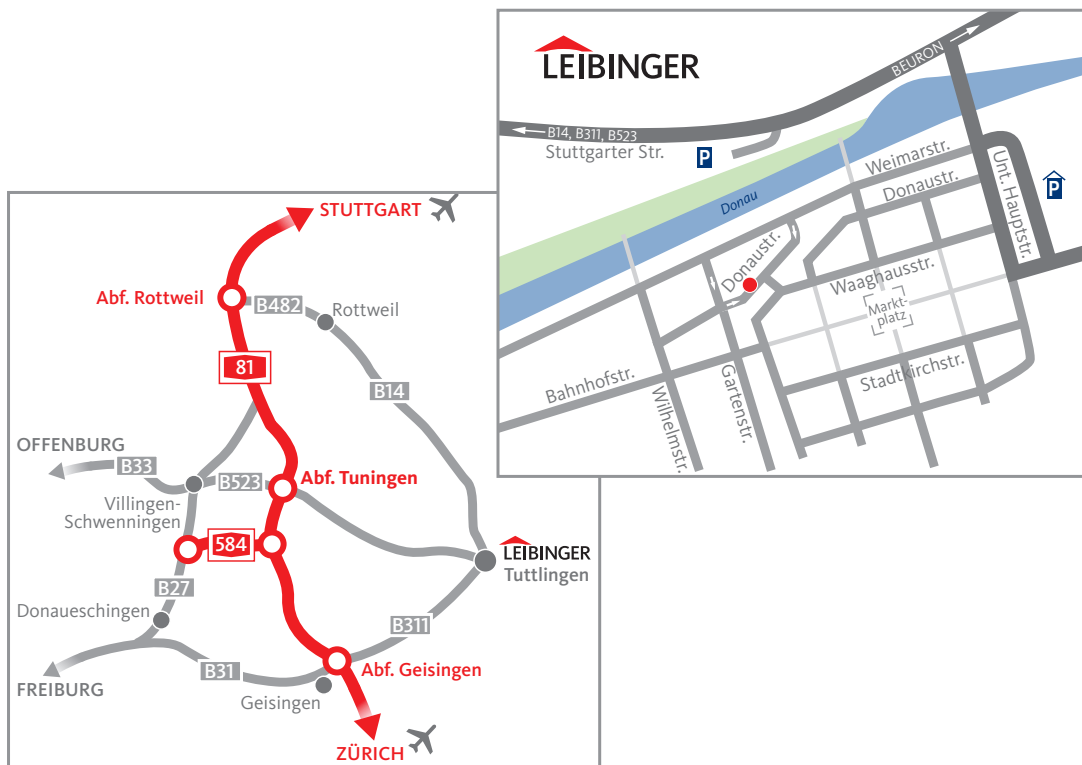 LEIBINGER
BEURON
B14, B311, B523
Stuttgarter Str.
P
Weimarstr.
Donaustr.
Unt. Hauptstr.
P
Donau
Donaustr.
Waaghausstr.
Markt-
platz
Stadtkirchstr.
Bahnhofstr.
Wilhelmstr.
Gartenstr.
STUTTGART
Abf. Rottweil
B482
Rottweil
81
B14
OFFENBURG
B33
B523
Abf. Tuningen
Villingen-
Schwenningen
584
LEIBINGER
Tuttlingen
B27
Donaueschingen
B311
B31
Abf. Geisingen
FREIBURG
Geisingen
ZÜRICH